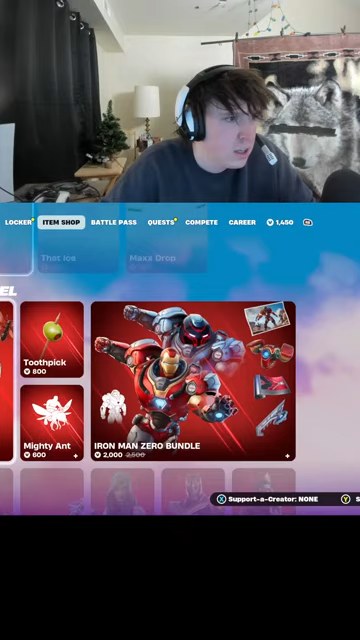 LOCKER ITEM SHOP BATTLE PASS QUESTS COMPETE CAREER 1,450
That Ice Maxx Drop
EL
Toothpick
800
Mighty Ant
600 +
IRON MAN ZERO BUNDLE
2,000 2,500 +
X Support-a-Creator: NONE Y S